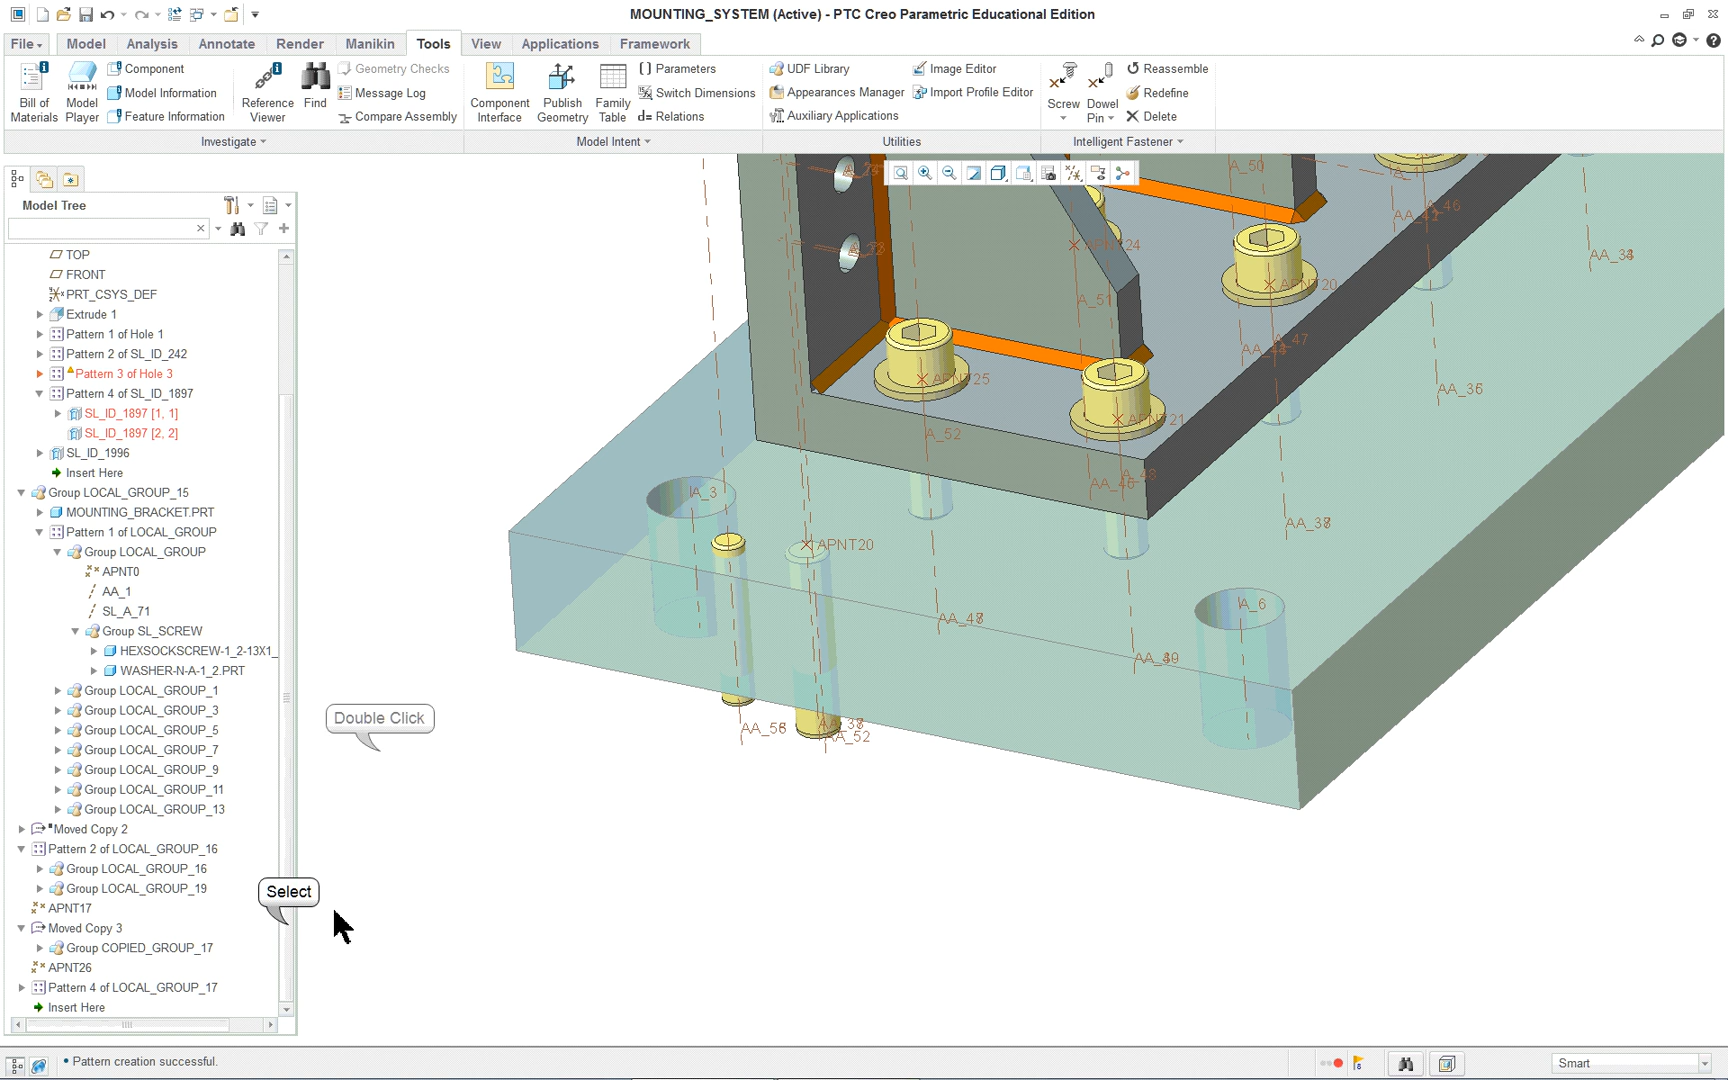 MOUNTING_SYSTEM (Active) - PTC Creo Parametric Educational Edition
File Model Analysis Annotate Render Manikin Tools View Applications Framework
Bill of Materials
Model Player
Component
Model Information
Feature Information
Reference Viewer
Find
Geometry Checks
Message Log
Compare Assembly
Component Interface
Publish Geometry
Family Table
Parameters
Switch Dimensions
d= Relations
UDF Library
Appearances Manager
Auxiliary Applications
Image Editor
Import Profile Editor
Screw
Dowel Pin
Reassemble
Redefine
Delete
Investigate Model Intent Utilities Intelligent Fastener
Model Tree
TOP
FRONT
PRT_CSYS_DEF
Extrude 1
Pattern 1 of Hole 1
Pattern 2 of SL_ID_242
Pattern 3 of Hole 3
Pattern 4 of SL_ID_1897
SL_ID_1897 [1, 1]
SL_ID_1897 [2, 2]
SL_ID_1996
Insert Here
Group LOCAL_GROUP_15
MOUNTING_BRACKET.PRT
Pattern 1 of LOCAL_GROUP
Group LOCAL_GROUP
APNT0
AA_1
SL_A_71
Group SL_SCREW
HEXSOCKSCREW-1_2-13X1_
WASHER-N-A-1_2.PRT
Group LOCAL_GROUP_1
Group LOCAL_GROUP_3
Group LOCAL_GROUP_5
Group LOCAL_GROUP_7
Group LOCAL_GROUP_9
Group LOCAL_GROUP_11
Group LOCAL_GROUP_13
Moved Copy 2
Pattern 2 of LOCAL_GROUP_16
Group LOCAL_GROUP_16
Group LOCAL_GROUP_19
APNT17
Moved Copy 3
Group COPIED_GROUP_17
APNT26
Pattern 4 of LOCAL_GROUP_17
Insert Here
Double Click
Select
A_50
A_46
APNT24
A_51
APNT20
A_47
AA_36
APNT25
APNT21
A_52
A_48
A_3
APNT20
A_6
AA_52
Pattern creation successful.
Smart